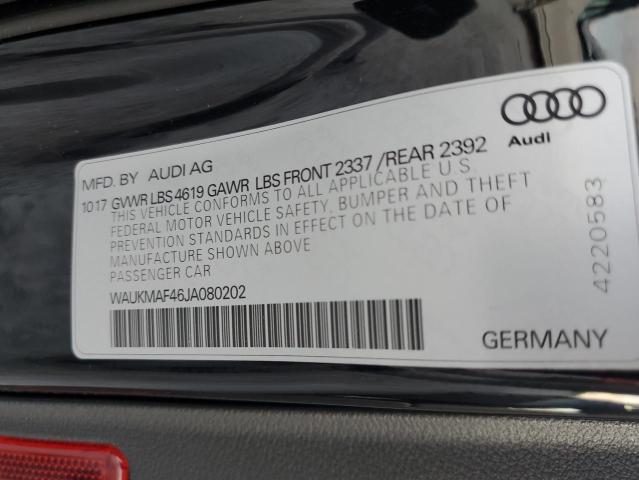 Audi
MFD. BY AUDI AG
1017 GVWR LBS 4619 GAWR LBS FRONT 2337 /REAR 2392
THIS VEHICLE CONFORMS TO ALL APPLICABLE U.S.
FEDERAL MOTOR VEHICLE SAFETY, BUMPER AND THEFT
PREVENTION STANDARDS IN EFFECT ON THE DATE OF
MANUFACTURE SHOWN ABOVE
PASSENGER CAR
WAUKMAF46JA080202
4220583
GERMANY